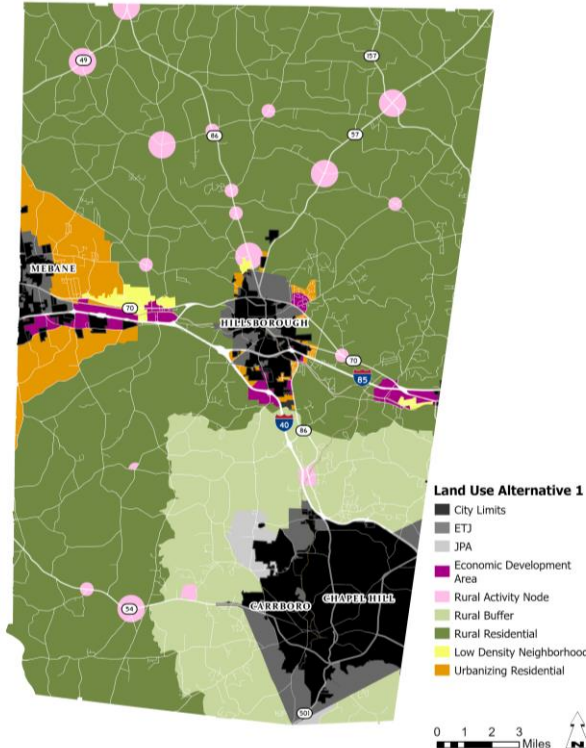 49
157
86
57
MEBANE
70
HILLSBOROUGH
70
85
40
86
Land Use Alternative 1
City Limits
ETJ
JPA
Economic Development
Area
Rural Activity Node
Rural Buffer
Rural Residential
Low Density Neighborhood
Urbanizing Residential
CHAPEL HILL
CARRBORO
54
501
0 1 2 3
Miles
N